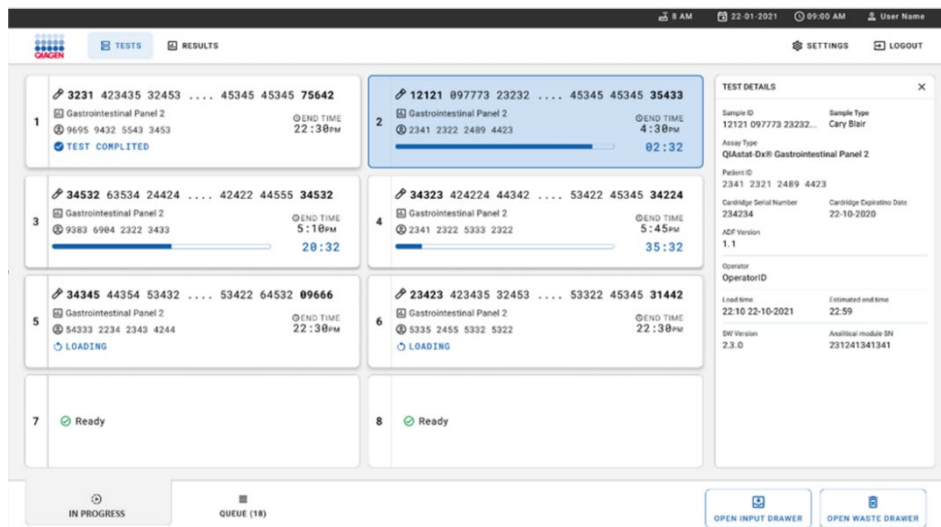 8 AM 22-01-2021 09:00 AM User Name
QIAGEN TESTS RESULTS SETTINGS LOGOUT
1
3231 423435 32453 .... 45345 45345 75642
Gastrointestinal Panel 2
9695 9432 5543 3453
END TIME
22:30PM
TEST COMPLITED
2
12121 097773 23232 .... 45345 45345 35433
Gastrointestinal Panel 2
2341 2322 2489 4423
END TIME
4:30PM
02:32
3
34532 63534 24424 .... 42422 44555 34532
Gastrointestinal Panel 2
9383 6904 2322 3433
END TIME
5:10PM
20:32
4
34323 424224 44342 .... 53422 45345 34224
Gastrointestinal Panel 2
2341 2322 5333 2322
END TIME
5:45PM
35:32
5
34345 44354 53432 .... 53422 64532 09666
Gastrointestinal Panel 2
54333 2234 2343 4244
END TIME
22:30PM
LOADING
6
23423 423435 32453 .... 53322 45345 31442
Gastrointestinal Panel 2
5335 2455 5332 5322
END TIME
22:30PM
LOADING
7
Ready
8
Ready
TEST DETAILS
Sample ID Sample Type
12121 097773 23232... Cary Blair
Assay Type
QIAstat-Dx® Gastrointestinal Panel 2
Patient ID
2341 2321 2489 4423
Cardridge Serial Number Cardridge Expiratino Date
234234 22-10-2020
ADF Version
1.1
Operator
OperatorID
Load time Estimated end time
22:10 22-10-2021 22:59
SW Version Analitical module SN
2.3.0 231241341341
IN PROGRESS
QUEUE (18)
OPEN INPUT DRAWER
OPEN WASTE DRAWER